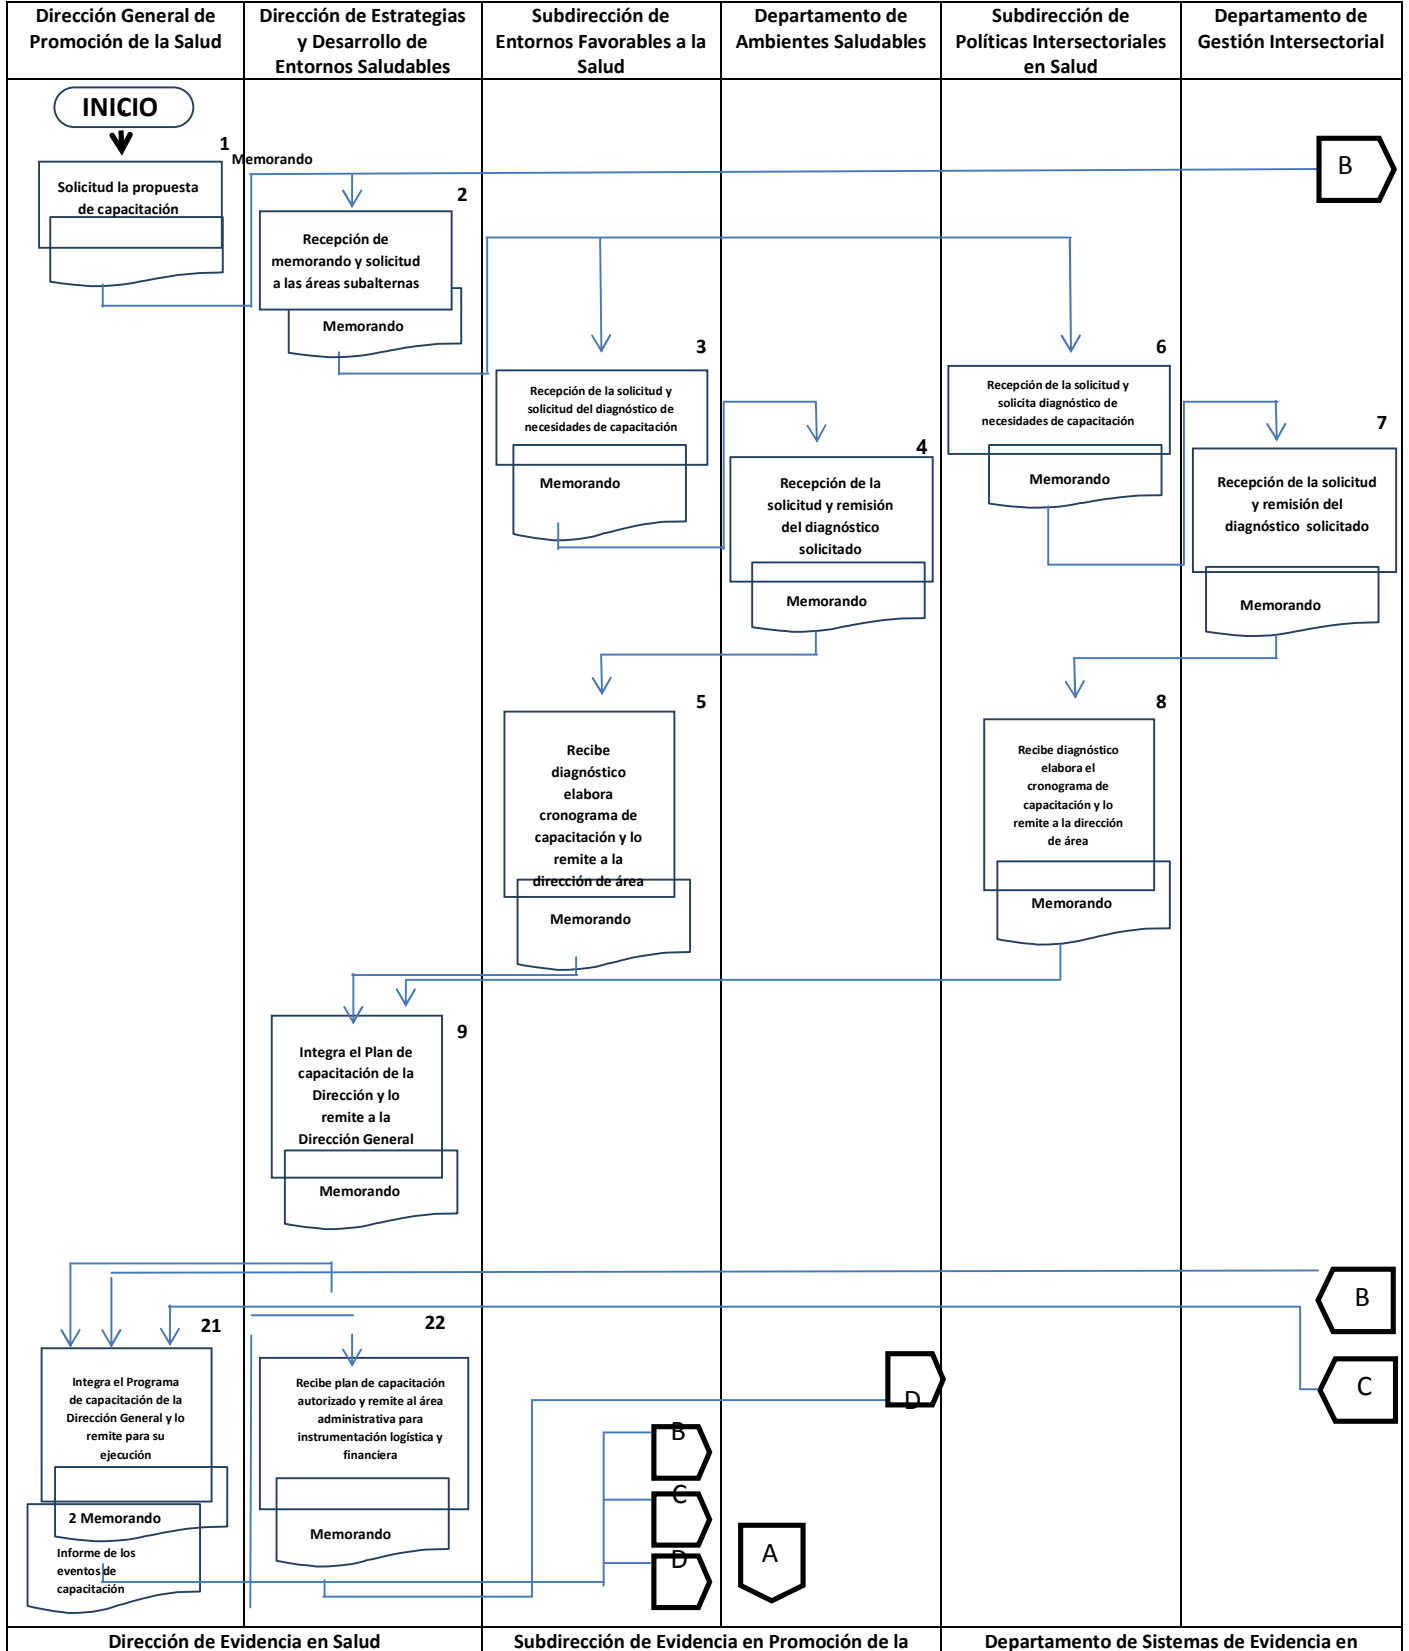 Dirección General de
Promoción de la Salud
Dirección de Estrategias
y Desarrollo de
Entornos Saludables
Subdirección de
Entornos Favorables a la
Salud
Departamento de
Ambientes Saludables
Subdirección de
Políticas Intersectoriales
en Salud
Departamento de
Gestión Intersectorial
INICIO
1
Memorando
Solicitud la propuesta
de capacitación
B
2
Recepción de
memorando y solicitud
a las áreas subalternas
Memorando
3
Recepción de la solicitud y
solicitud del diagnóstico de
necesidades de capacitación
Memorando
4
Recepción de la
solicitud y remisión
del diagnóstico
solicitado
Memorando
6
Recepción de la solicitud y
solicita diagnóstico de
necesidades de capacitación
Memorando
7
Recepción de la solicitud
y remisión del
diagnóstico solicitado
Memorando
5
Recibe
diagnóstico
elabora
cronograma de
capacitación y lo
remite a la
dirección de área
Memorando
8
Recibe diagnóstico
elabora el
cronograma de
capacitación y lo
remite a la dirección
de área
Memorando
9
Integra el Plan de
capacitación de la
Dirección y lo
remite a la
Dirección General
Memorando
B
C
21
Integra el Programa
de capacitación de la
Dirección General y lo
remite para su
ejecución
2 Memorando
Informe de los
eventos de
capacitación
22
Recibe plan de capacitación
autorizado y remite al área
administrativa para
instrumentación logística y
financiera
Memorando
D
B
C
D
A
Dirección de Evidencia en Salud
Subdirección de Evidencia en Promoción de la
Departamento de Sistemas de Evidencia en